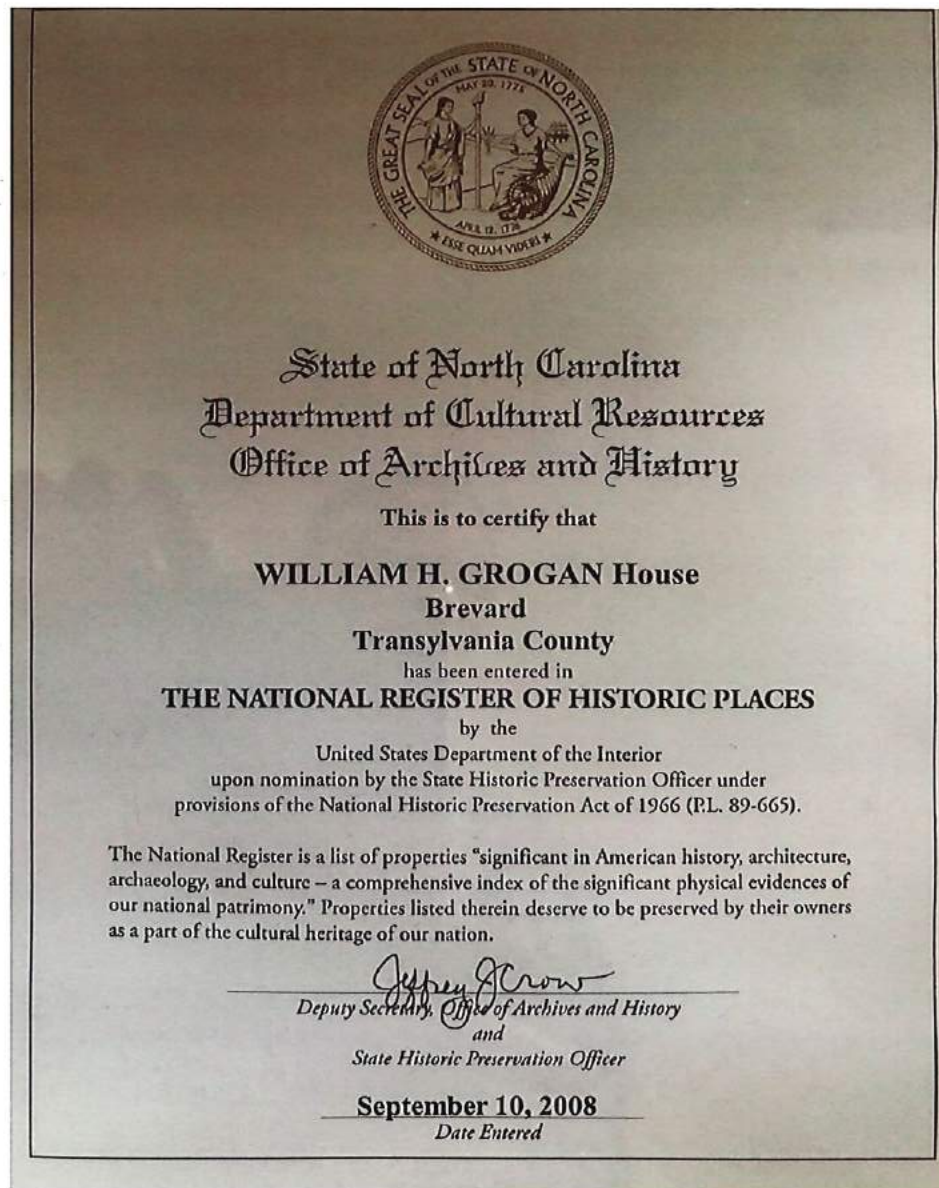 THE GREAT SEAL OF THE STATE OF NORTH CAROLINA
MAY 20, 1775
APRIL 12, 1776
★ ESSE QUAM VIDERI ★
State of North Carolina
Department of Cultural Resources
Office of Archives and History
This is to certify that
WILLIAM H. GROGAN House
Brevard
Transylvania County
has been entered in
THE NATIONAL REGISTER OF HISTORIC PLACES
by the
United States Department of the Interior
upon nomination by the State Historic Preservation Officer under
provisions of the National Historic Preservation Act of 1966 (P.L. 89-665).
The National Register is a list of properties "significant in American history, architecture,
archaeology, and culture – a comprehensive index of the significant physical evidences of
our national patrimony." Properties listed therein deserve to be preserved by their owners
as a part of the cultural heritage of our nation.
Jeffrey J Crow
Deputy Secretary, Office of Archives and History
and
State Historic Preservation Officer
September 10, 2008
Date Entered